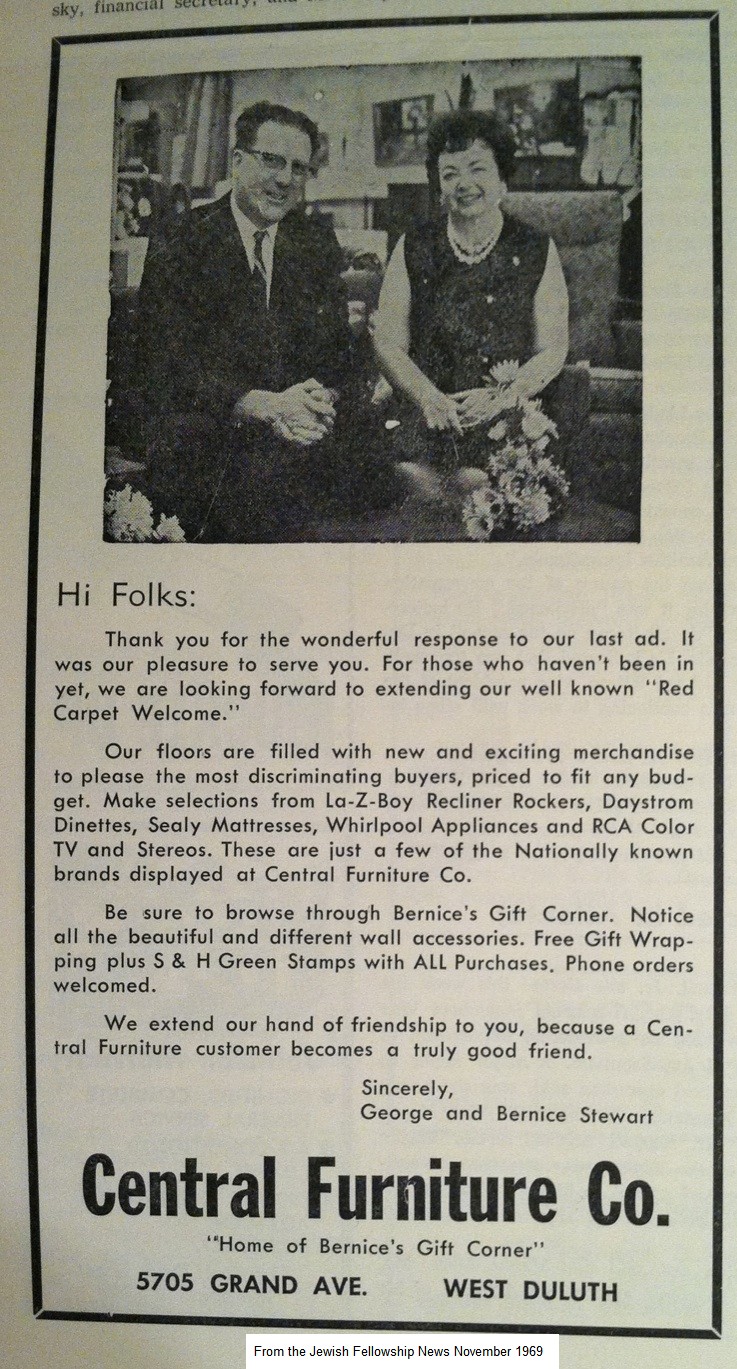 sky, financial secretary,
Hi Folks:
Thank you for the wonderful response to our last ad. It
was our pleasure to serve you. For those who haven't been in
yet, we are looking forward to extending our well known "Red
Carpet Welcome."
Our floors are filled with new and exciting merchandise
to please the most discriminating buyers, priced to fit any bud-
get. Make selections from La-Z-Boy Recliner Rockers, Daystrom
Dinettes, Sealy Mattresses, Whirlpool Appliances and RCA Color
TV and Stereos. These are just a few of the Nationally known
brands displayed at Central Furniture Co.
Be sure to browse through Bernice's Gift Corner. Notice
all the beautiful and different wall accessories. Free Gift Wrap-
ping plus S & H Green Stamps with ALL Purchases. Phone orders
welcomed.
We extend our hand of friendship to you, because a Cen-
tral Furniture customer becomes a truly good friend.
Sincerely,
George and Bernice Stewart
Central Furniture Co.
"Home of Bernice's Gift Corner"
5705 GRAND AVE. WEST DULUTH
From the Jewish Fellowship News November 1969